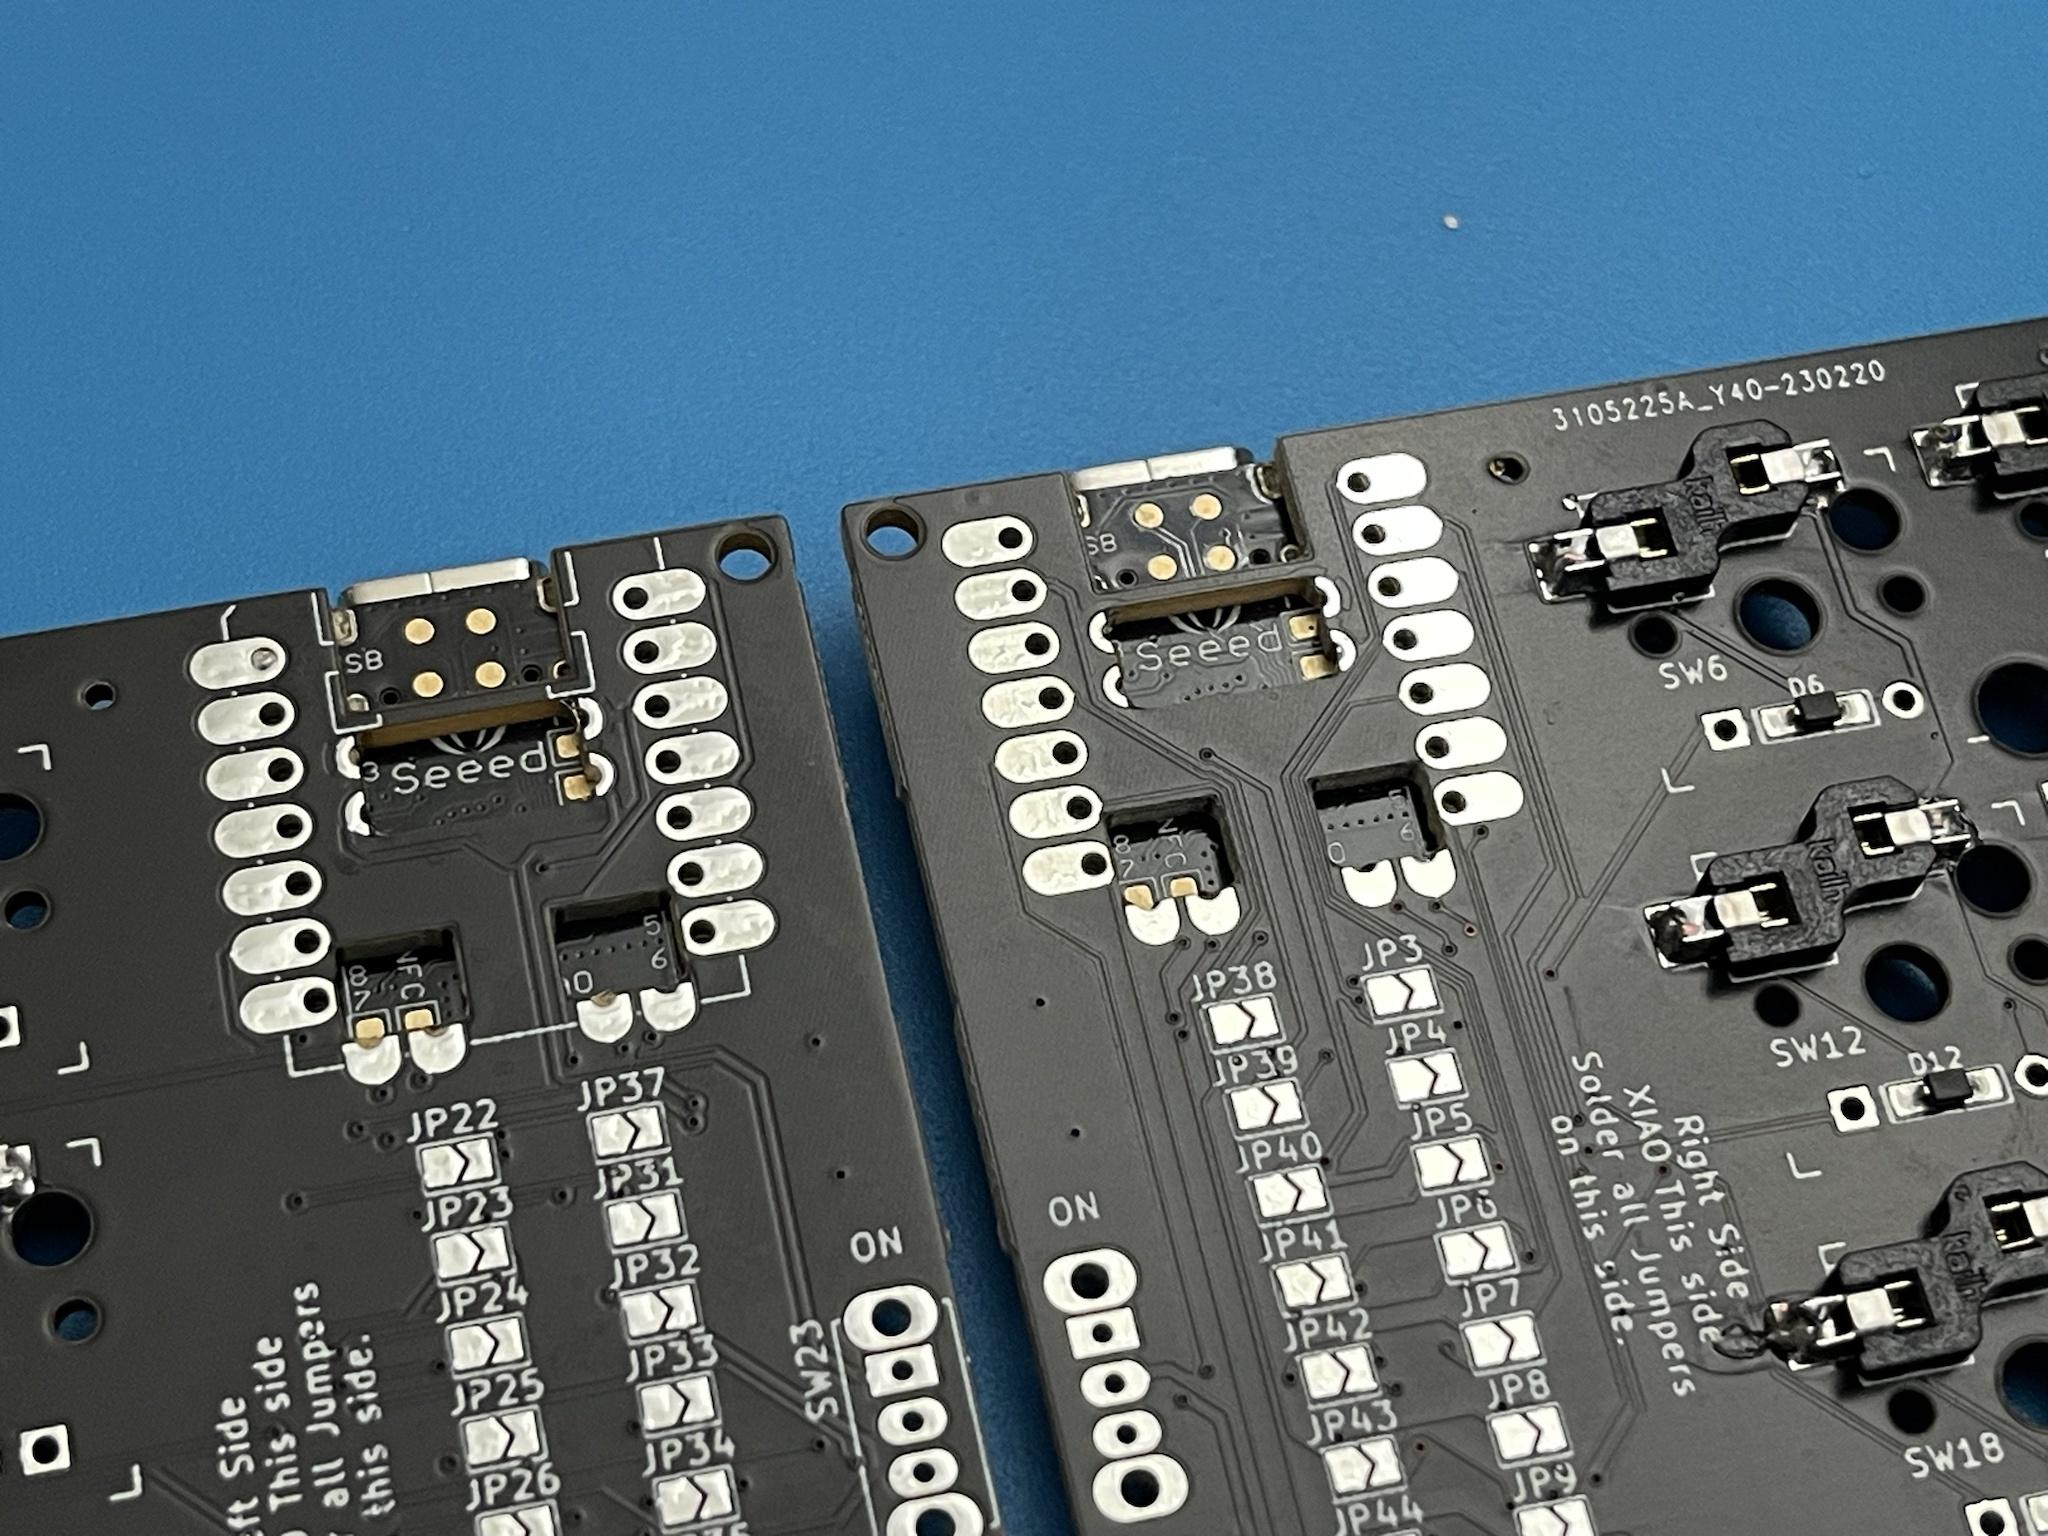 3105225A_Y40-230220
SB
Seeed
8
7
NFC
5
6
0
JP22
JP37
JP23
JP31
JP24
JP32
JP25
JP33
JP26
JP34
ON
SW23
Side
This side
all Jumpers
this side.
SB
Seeed
8
7
NFC
6
0
JP38
JP3
JP39
JP4
JP40
JP5
JP41
JP6
JP42
JP7
JP43
JP8
JP44
JP9
ON
Right Side
XIAO This side
Solder all Jumpers
on this side.
kailh
SW6
D6
kailh
SW12
D12
kailh
SW18